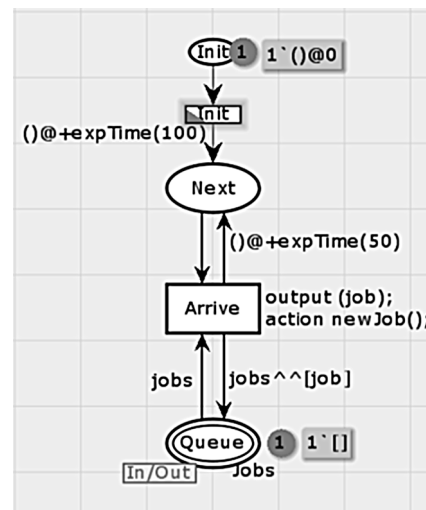 Init 1 1`()@0
Init
()@+expTime(100)
Next
()@+expTime(50)
Arrive
output (job);
action newJob();
jobs jobs^^[job]
Queue 1 1`[]
In/Out Jobs